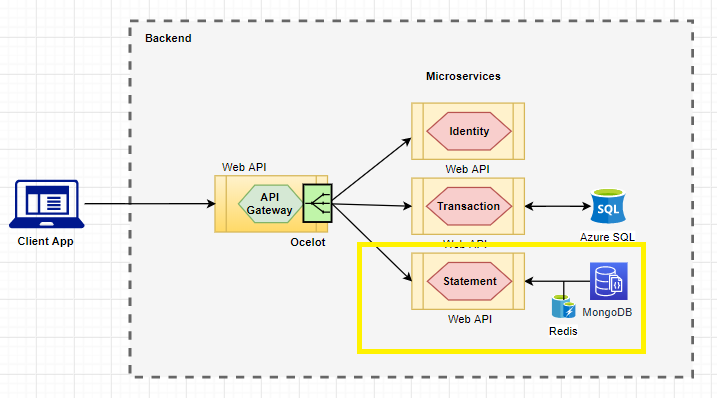 Backend
Microservices
Identity
Web API
Web API
API
Gateway
Ocelot
Client App
Transaction
Web API
SQL
Azure SQL
Statement
Web API
Redis
MongoDB